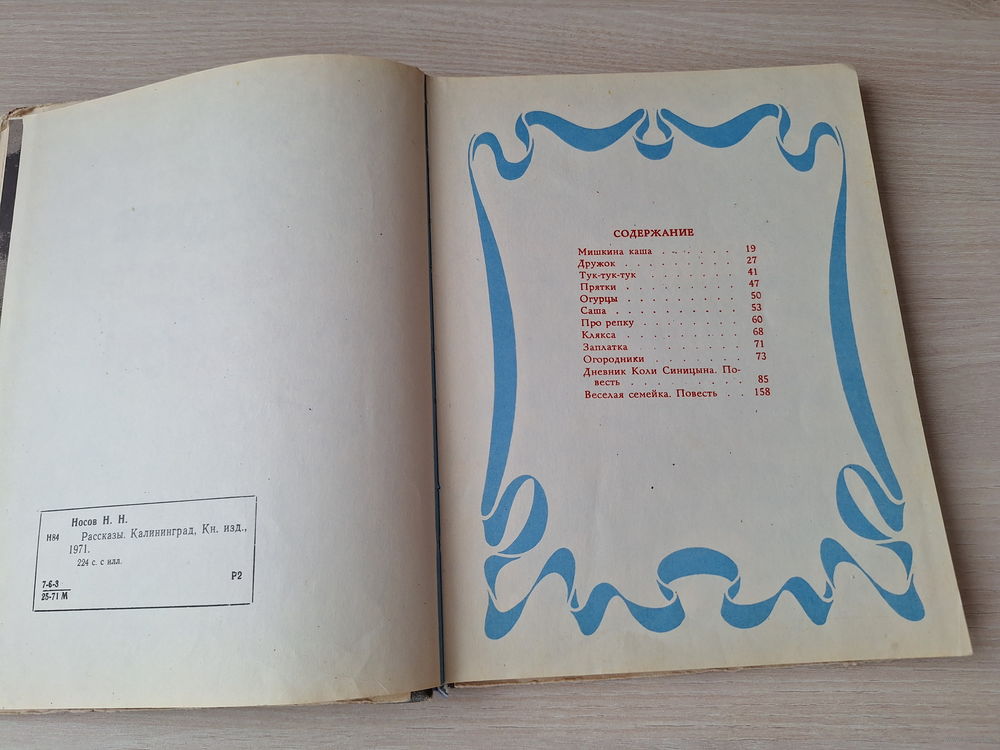 Носов Н. Н.
Н84 Рассказы. Калининград, Кн. изд.,
1971.
224 с. с илл.
7-6-3
25-71 М
Р2
СОДЕРЖАНИЕ
Мишкина каша . . . . . . 19
Дружок . . . . . . . . 27
Тук-тук-тук . . . . . . . 41
Прятки . . . . . . . . 47
Огурцы . . . . . . . . 50
Саша . . . . . . . . . 53
Про репку . . . . . . . 60
Клякса . . . . . . . . 68
Заплатка . . . . . . . 71
Огородники . . . . . . 73
Дневник Коли Синицына. По-
весть . . . . . . . . 85
Веселая семейка. Повесть . . 158